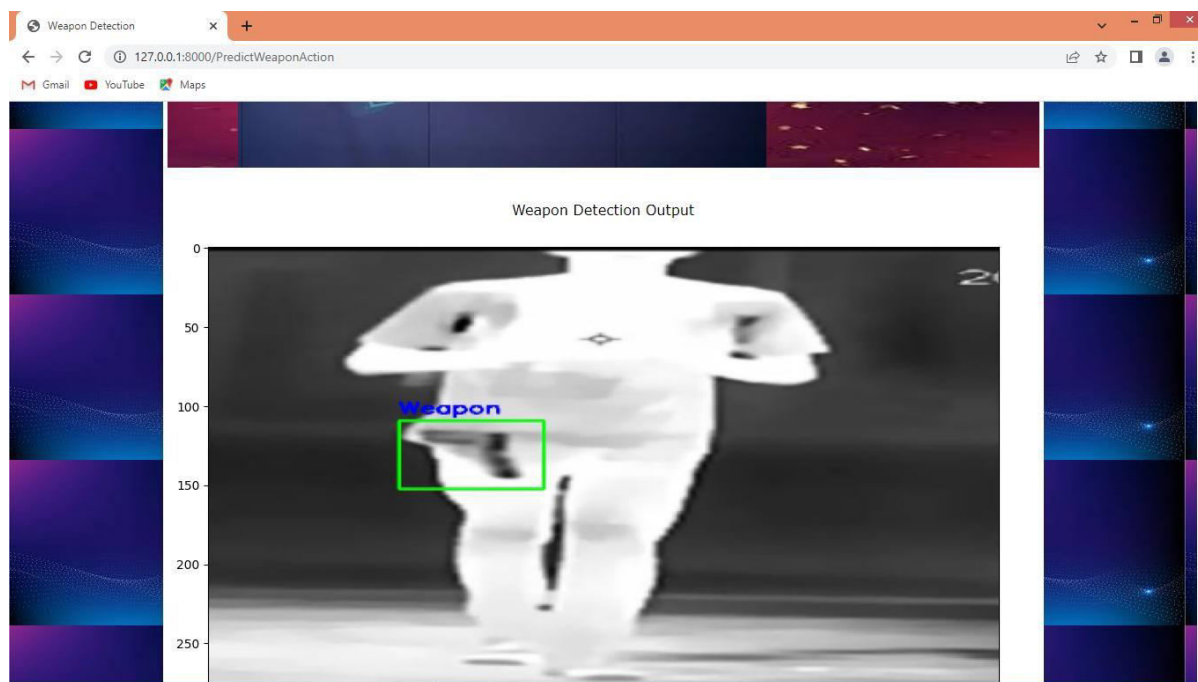 Weapon Detection
127.0.0.1:8000/PredictWeaponAction
Gmail YouTube Maps
Weapon Detection Output
0
20
50
100
Weapon
150
200
250